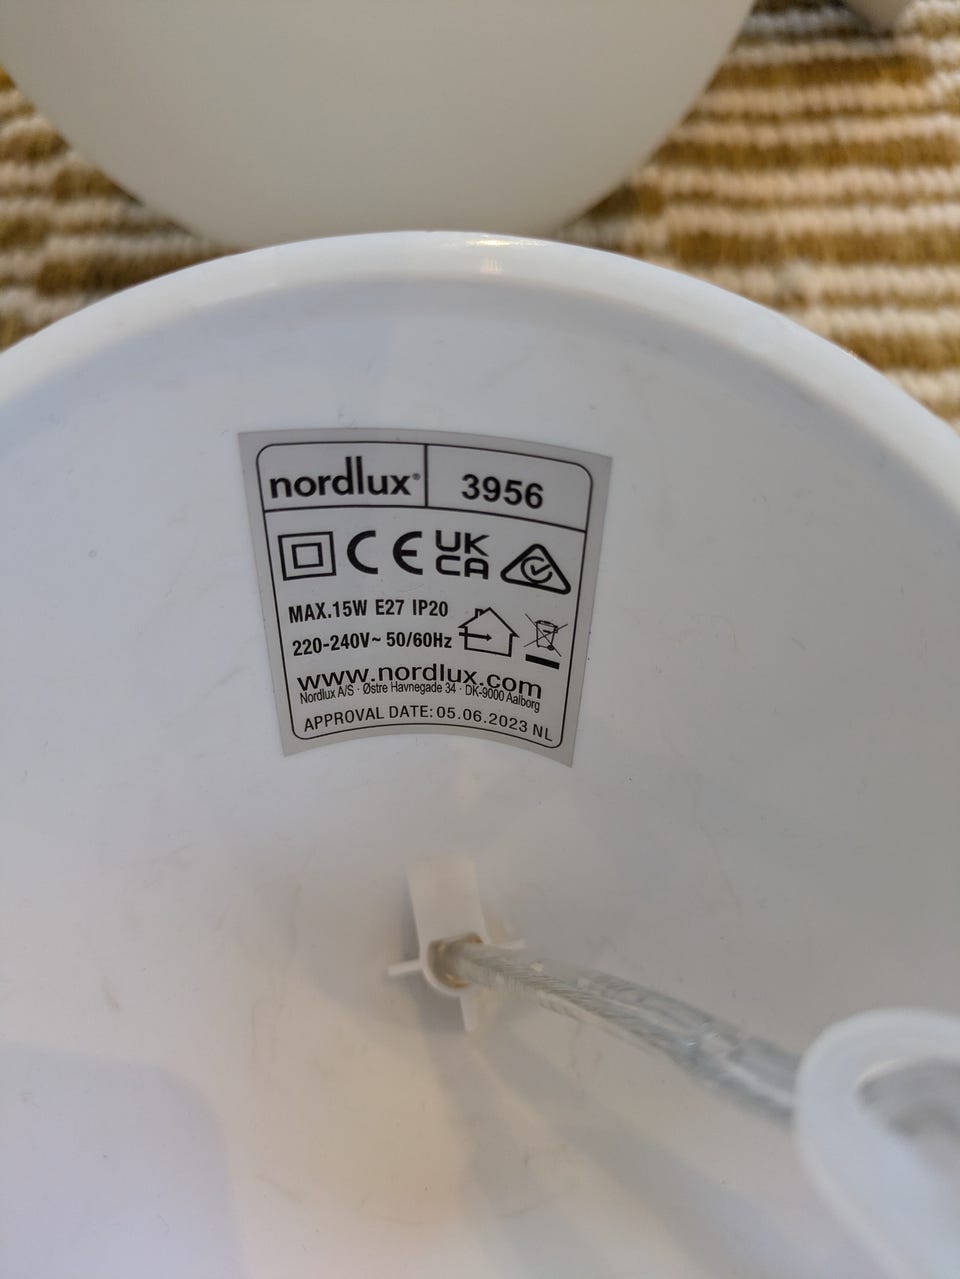 nordlux® 3956
CE UK CA
MAX.15W E27 IP20
220-240V~ 50/60Hz
www.nordlux.com
Nordlux A/S · Østre Havnegade 34 · DK-9000 Aalborg
APPROVAL DATE: 05.06.2023 NL